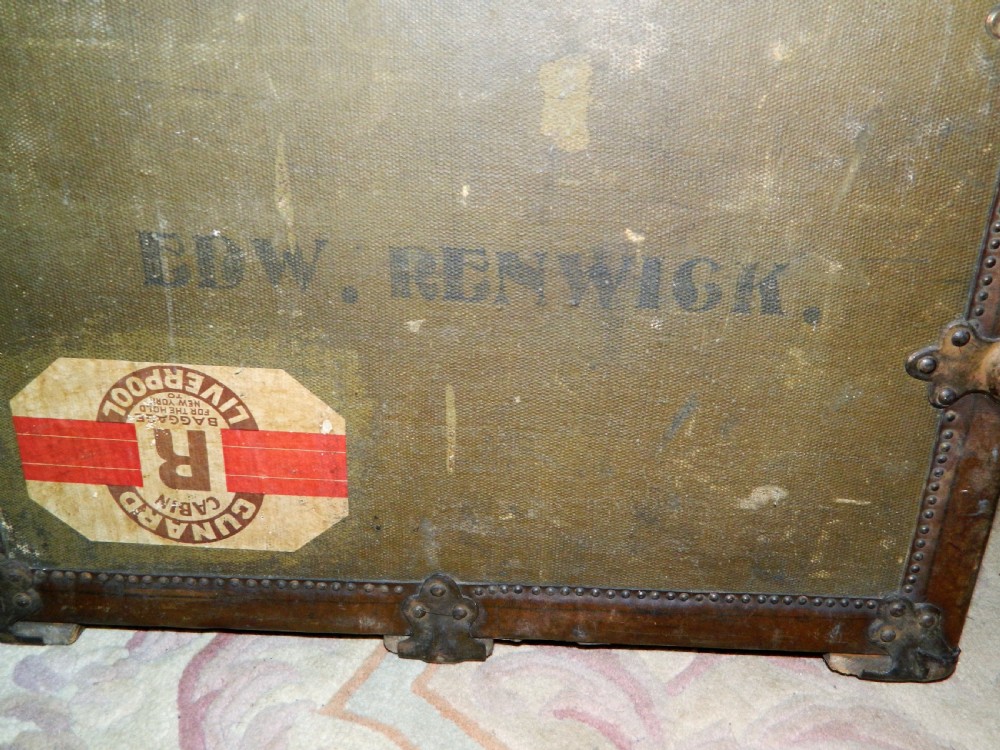 EDW. RENWICK.
CUNARD
CABIN
R
BAGGAGE
FOR THE HOLD
NEW YORK
TO
LIVERPOOL